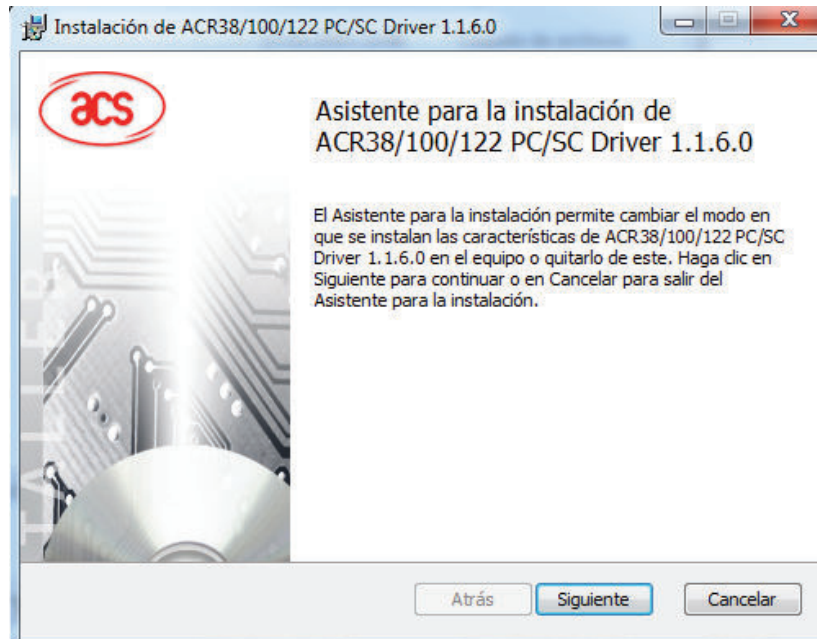 Instalación de ACR38/100/122 PC/SC Driver 1.1.6.0
acs
Asistente para la instalación de
ACR38/100/122 PC/SC Driver 1.1.6.0
El Asistente para la instalación permite cambiar el modo en
que se instalan las características de ACR38/100/122 PC/SC
Driver 1.1.6.0 en el equipo o quitarlo de este. Haga clic en
Siguiente para continuar o en Cancelar para salir del
Asistente para la instalación.
TALLER
Atrás
Siguiente
Cancelar